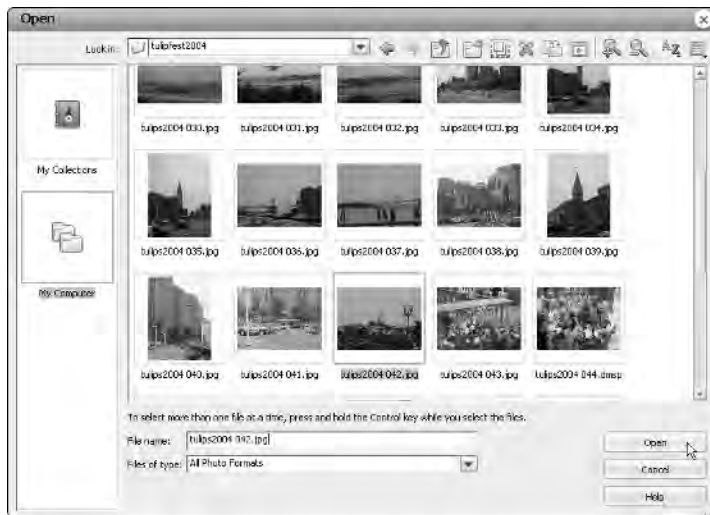 Open
Look in: tulipfest2004
My Collections
My Computer
tulips2004 030.jpg tulips2004 031.jpg tulips2004 032.jpg tulips2004 033.jpg tulips2004 034.jpg
tulips2004 035.jpg tulips2004 036.jpg tulips2004 037.jpg tulips2004 038.jpg tulips2004 039.jpg
tulips2004 040.jpg tulips2004 041.jpg tulips2004 042.jpg tulips2004 043.jpg tulips2004 044.dmsp
To select more than one file at a time, press and hold the Control key while you select the files.
File name: tulips2004 042.jpg
Files of type: All Photo Formats
Open
Cancel
Help